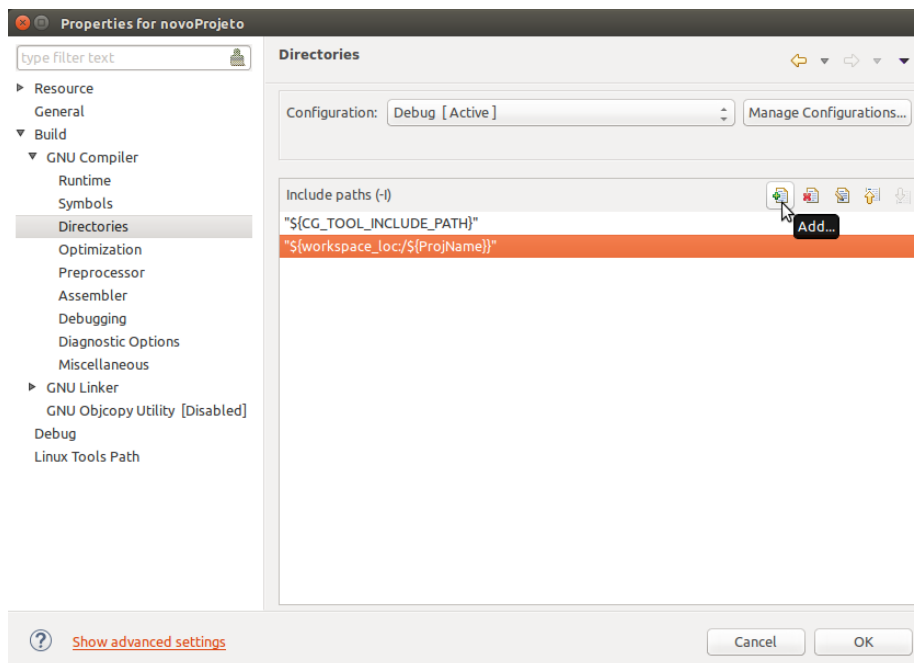 Properties for novoProjeto
type filter text
Resource
General
Build
GNU Compiler
Runtime
Symbols
Directories
Optimization
Preprocessor
Assembler
Debugging
Diagnostic Options
Miscellaneous
GNU Linker
GNU Objcopy Utility [Disabled]
Debug
Linux Tools Path
Directories
Configuration: Debug [ Active ] Manage Configurations...
Include paths (-I)
Add...
"${CG_TOOL_INCLUDE_PATH}"
"${workspace_loc:/${ProjName}}"
? Show advanced settings Cancel OK